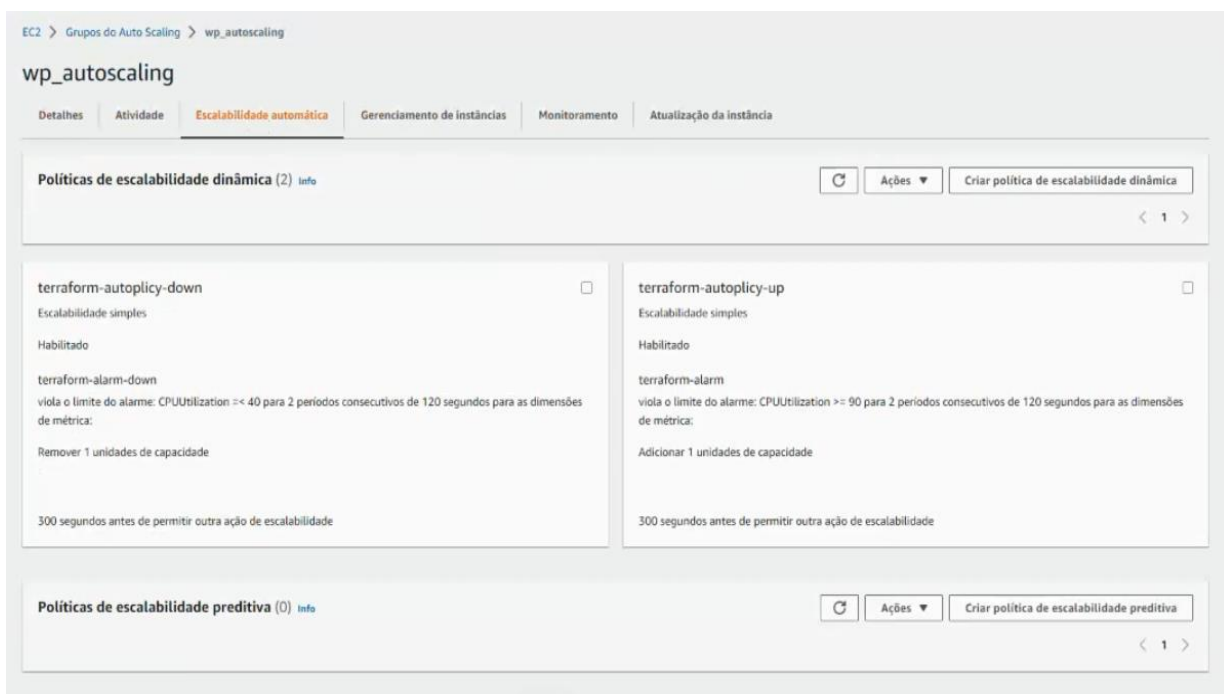 EC2 > Grupos do Auto Scaling > wp_autoscaling
wp_autoscaling
Detalhes
Atividade
Escalabilidade automática
Gerenciamento de instâncias
Monitoramento
Atualização da instância
Políticas de escalabilidade dinâmica (2) Info
Ações ▼
Criar política de escalabilidade dinâmica
< 1 >
terraform-autoplicy-down
Escalabilidade simples
Habilitado
terraform-alarm-down
viola o limite do alarme: CPUUtilization =< 40 para 2 períodos consecutivos de 120 segundos para as dimensões
de métrica:
Remover 1 unidades de capacidade
300 segundos antes de permitir outra ação de escalabilidade
terraform-autoplicy-up
Escalabilidade simples
Habilitado
terraform-alarm
viola o limite do alarme: CPUUtilization >= 90 para 2 períodos consecutivos de 120 segundos para as dimensões
de métrica:
Adicionar 1 unidades de capacidade
300 segundos antes de permitir outra ação de escalabilidade
Políticas de escalabilidade preditiva (0) Info
Ações ▼
Criar política de escalabilidade preditiva
< 1 >